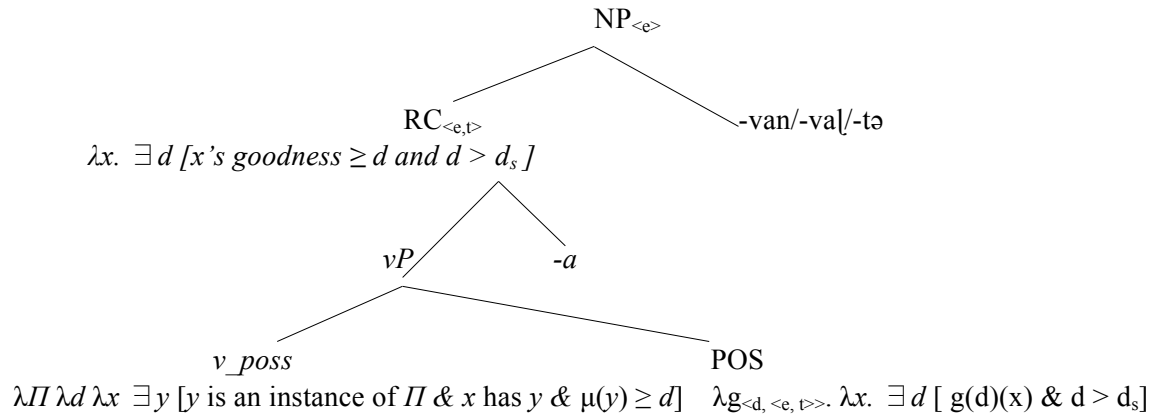 NP<e>
RC<e,t> -van/-vaɭ/-tə
λx. ∃ d [x’s goodness ≥ d and d > ds ]
vP -a
v_poss POS
λΠ λd λx ∃ y [y is an instance of Π & x has y & μ(y) ≥ d] λg<d, <e, t>>. λx. ∃ d [ g(d)(x) & d > ds]